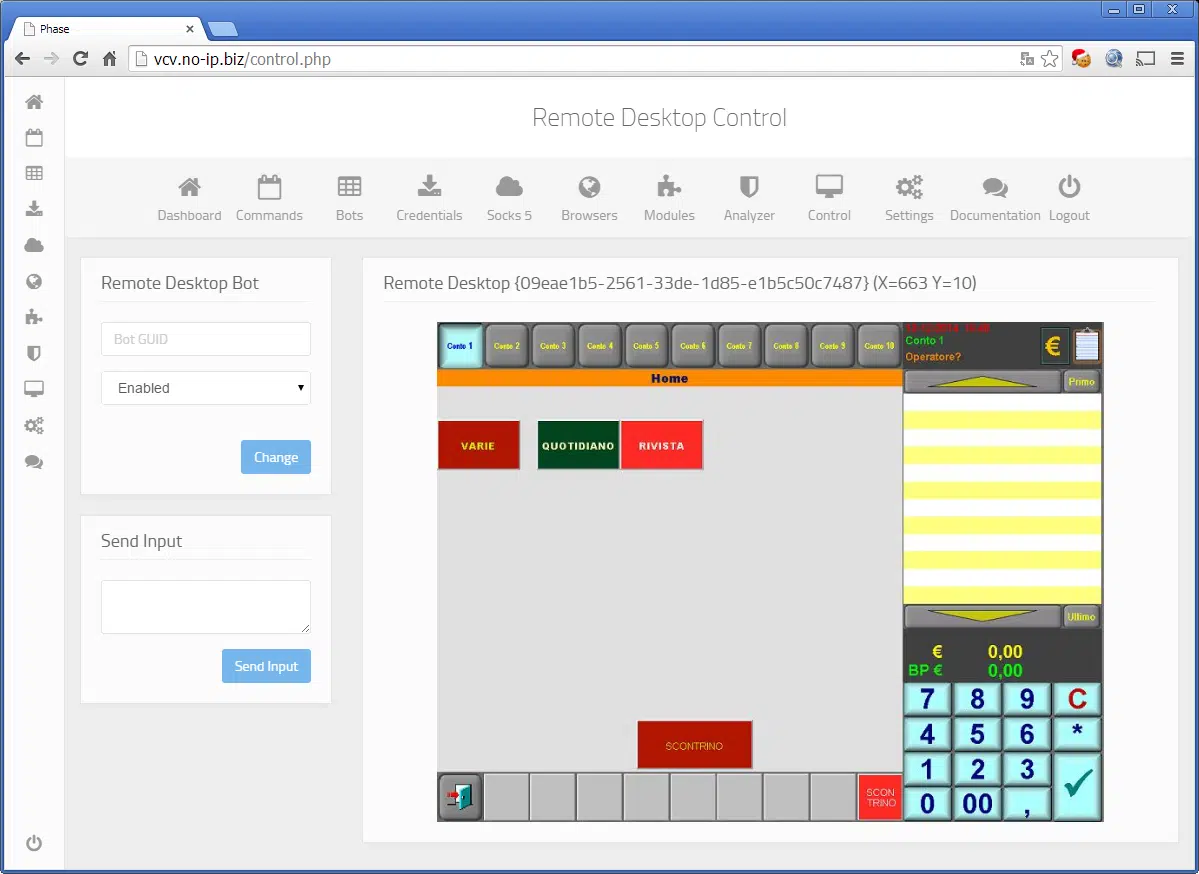 Phase
vcv.no-ip.biz/control.php
Remote Desktop Control
Dashboard Commands Bots Credentials Socks 5 Browsers Modules Analyzer Control Settings Documentation Logout
Remote Desktop Bot
Bot GUID
Enabled
Change
Send Input
Send Input
Remote Desktop {09eae1b5-2561-33de-1d85-e1b5c50c7487} (X=663 Y=10)
Conto 1 Conto 2 Conto 3 Conto 4 Conto 5 Conto 6 Conto 7 Conto 8 Conto 9 Conto 10
Home
VARIE QUOTIDIANO RIVISTA
SCONTRINO
SCON
TRINO
Conto 1
Operatore?
€
Primo
Ultimo
€ 0,00
BP € 0,00
7 8 9 C
4 5 6 *
1 2 3
0 00 ,